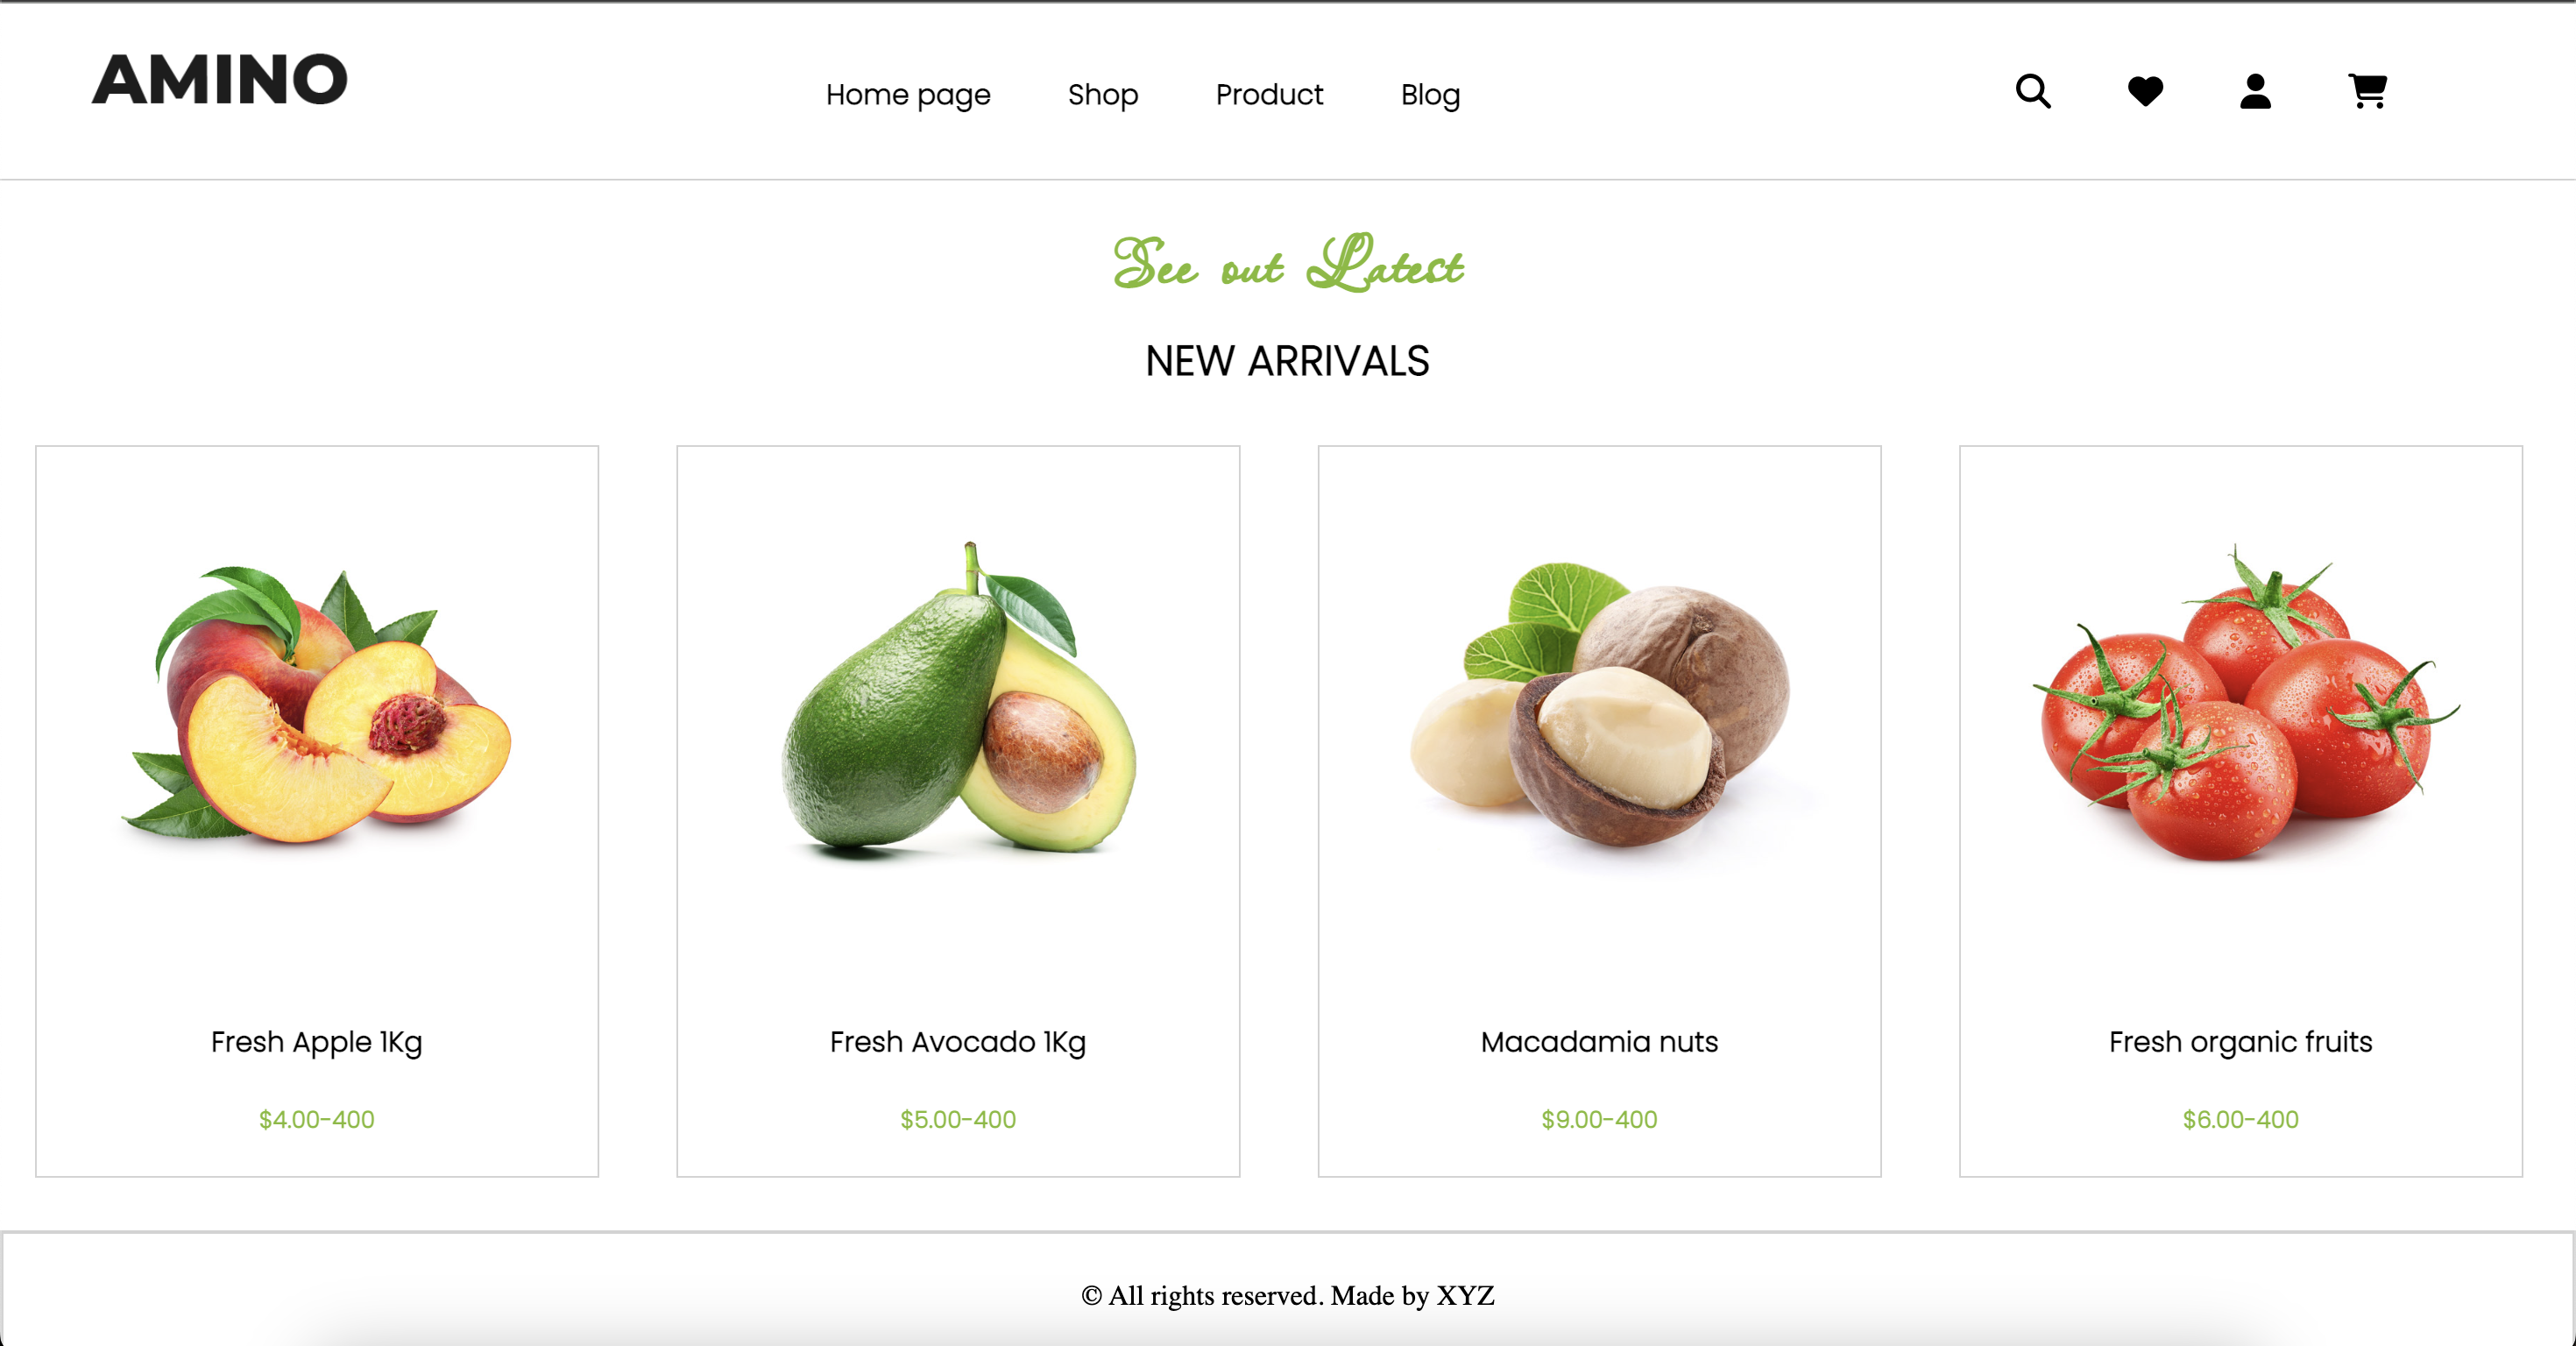 AMINO
Home page Shop Product Blog
See out Latest
NEW ARRIVALS
Fresh Apple 1Kg
$4.00-400
Fresh Avocado 1Kg
$5.00-400
Macadamia nuts
$9.00-400
Fresh organic fruits
$6.00-400
© All rights reserved. Made by XYZ